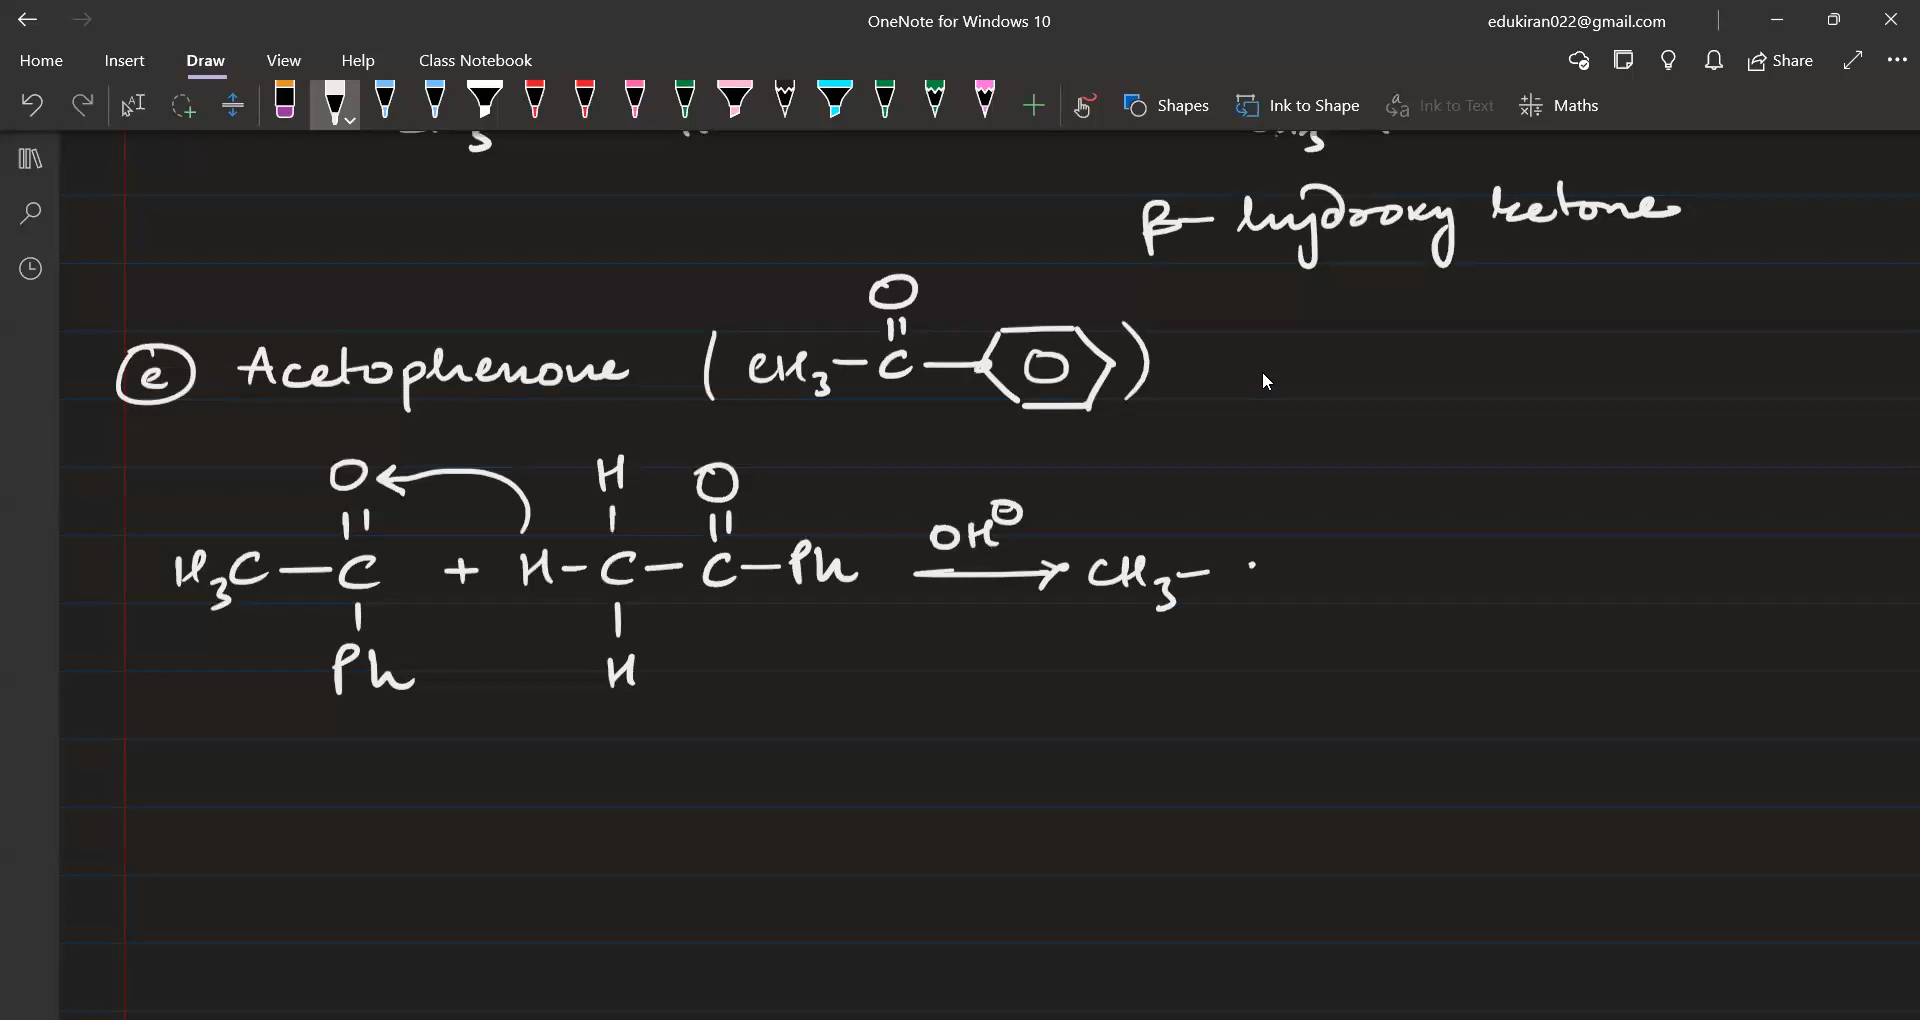 OneNote for Windows 10
edukiran022@gmail.com
Home Insert Draw View Help Class Notebook Share
Shapes Ink to Shape Ink to Text Maths
β- hydroxy ketone
O
||
(e) Acetophenone ( CH3 - C - )
O H O
|| | || OH⊖
H3C - C + H - C - C - Ph → CH3 -
| |
Ph H